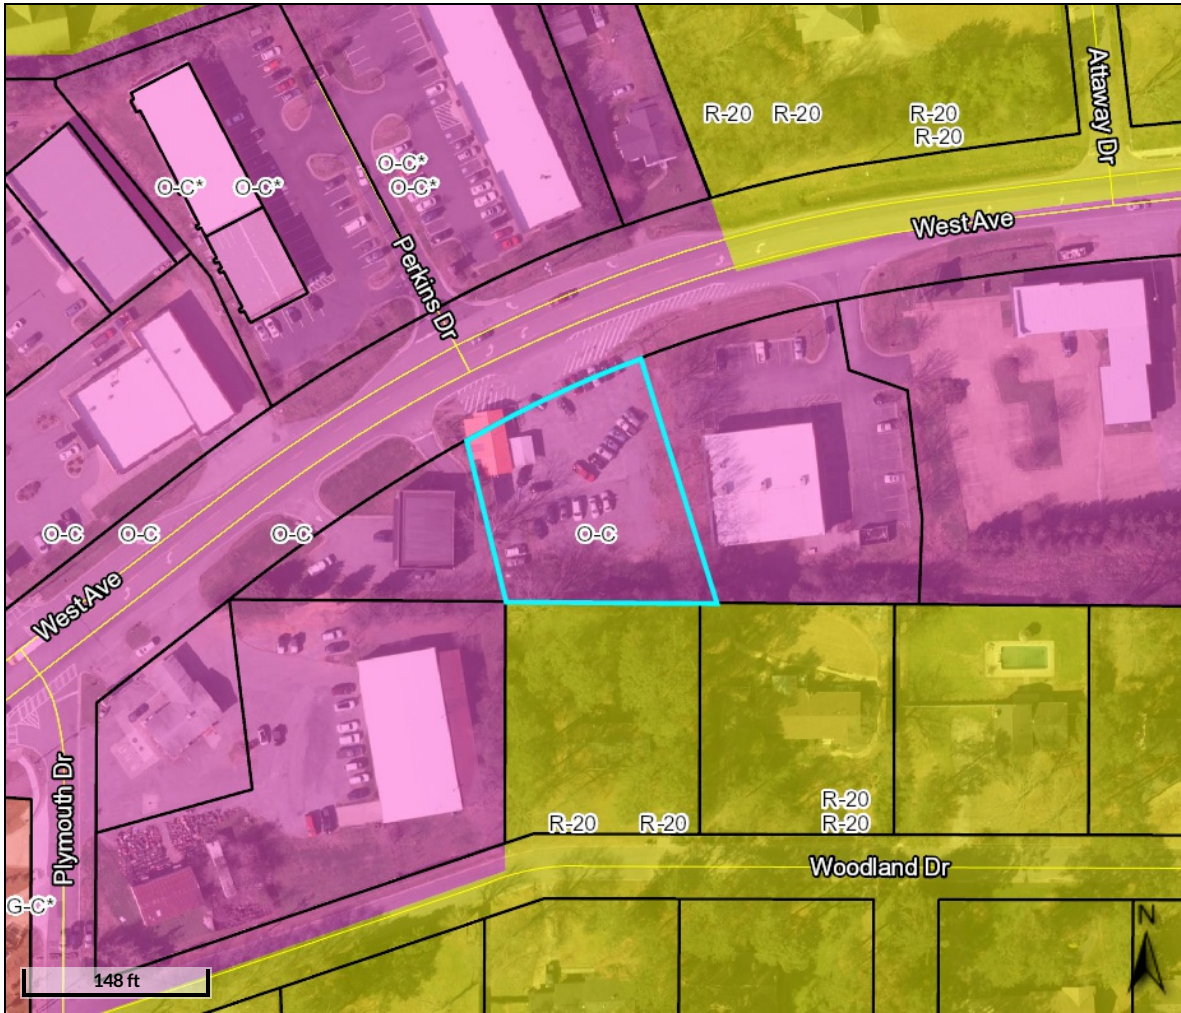 Attaway Dr
R-20 R-20 R-20
R-20
O-C*
O-C* O-C* O-C*
West Ave
Perkins Dr
O-C O-C O-C O-C
West Ave
R-20
R-20 R-20 R-20
Plymouth Dr
Woodland Dr
G-C*
N
148 ft